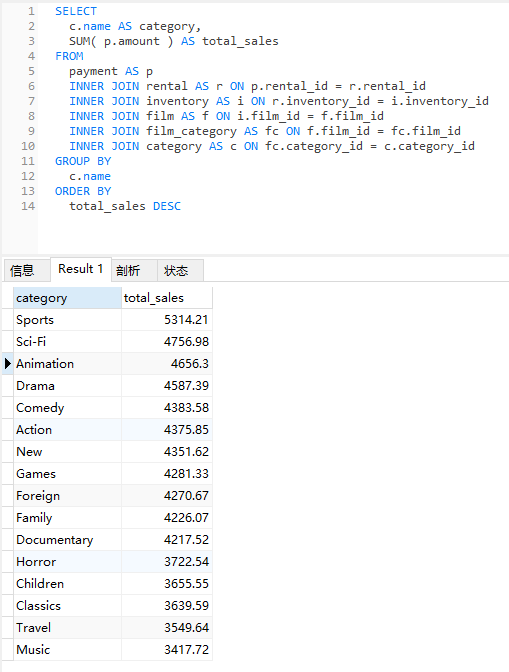 1 SELECT
2 c.name AS category,
3 SUM( p.amount ) AS total_sales
4 FROM
5 payment AS p
6 INNER JOIN rental AS r ON p.rental_id = r.rental_id
7 INNER JOIN inventory AS i ON r.inventory_id = i.inventory_id
8 INNER JOIN film AS f ON i.film_id = f.film_id
9 INNER JOIN film_category AS fc ON f.film_id = fc.film_id
10 INNER JOIN category AS c ON fc.category_id = c.category_id
11 GROUP BY
12 c.name
13 ORDER BY
14 total_sales DESC
信息 Result 1 剖析 状态
category total_sales
Sports 5314.21
Sci-Fi 4756.98
Animation 4656.3
Drama 4587.39
Comedy 4383.58
Action 4375.85
New 4351.62
Games 4281.33
Foreign 4270.67
Family 4226.07
Documentary 4217.52
Horror 3722.54
Children 3655.55
Classics 3639.59
Travel 3549.64
Music 3417.72